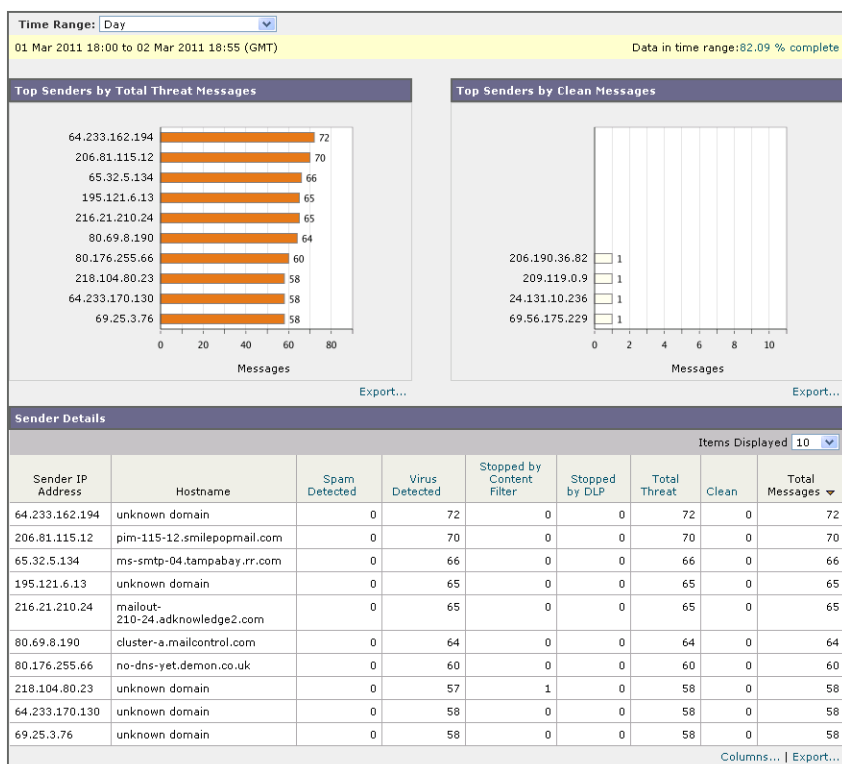 Time Range: Day
01 Mar 2011 18:00 to 02 Mar 2011 18:55 (GMT) Data in time range:82.09 % complete
Top Senders by Total Threat Messages
64.233.162.194 72
206.81.115.12 70
65.32.5.134 66
195.121.6.13 65
216.21.210.24 65
80.69.8.190 64
80.176.255.66 60
218.104.80.23 58
64.233.170.130 58
69.25.3.76 58
0 20 40 60 80
Messages
Export...
Top Senders by Clean Messages
206.190.36.82 1
209.119.0.9 1
24.131.10.236 1
69.56.175.229 1
0 2 4 6 8 10
Messages
Export...
Sender Details
Items Displayed 10
Sender IP Address Hostname Spam Detected Virus Detected Stopped by Content Filter Stopped by DLP Total Threat Clean Total Messages
64.233.162.194 unknown domain 0 72 0 0 72 0 72
206.81.115.12 pim-115-12.smilepopmail.com 0 70 0 0 70 0 70
65.32.5.134 ms-smtp-04.tampabay.rr.com 0 66 0 0 66 0 66
195.121.6.13 unknown domain 0 65 0 0 65 0 65
216.21.210.24 mailout-210-24.adknowledge2.com 0 65 0 0 65 0 65
80.69.8.190 cluster-a.mailcontrol.com 0 64 0 0 64 0 64
80.176.255.66 no-dns-yet.demon.co.uk 0 60 0 0 60 0 60
218.104.80.23 unknown domain 0 57 1 0 58 0 58
64.233.170.130 unknown domain 0 58 0 0 58 0 58
69.25.3.76 unknown domain 0 58 0 0 58 0 58
Columns... | Export...